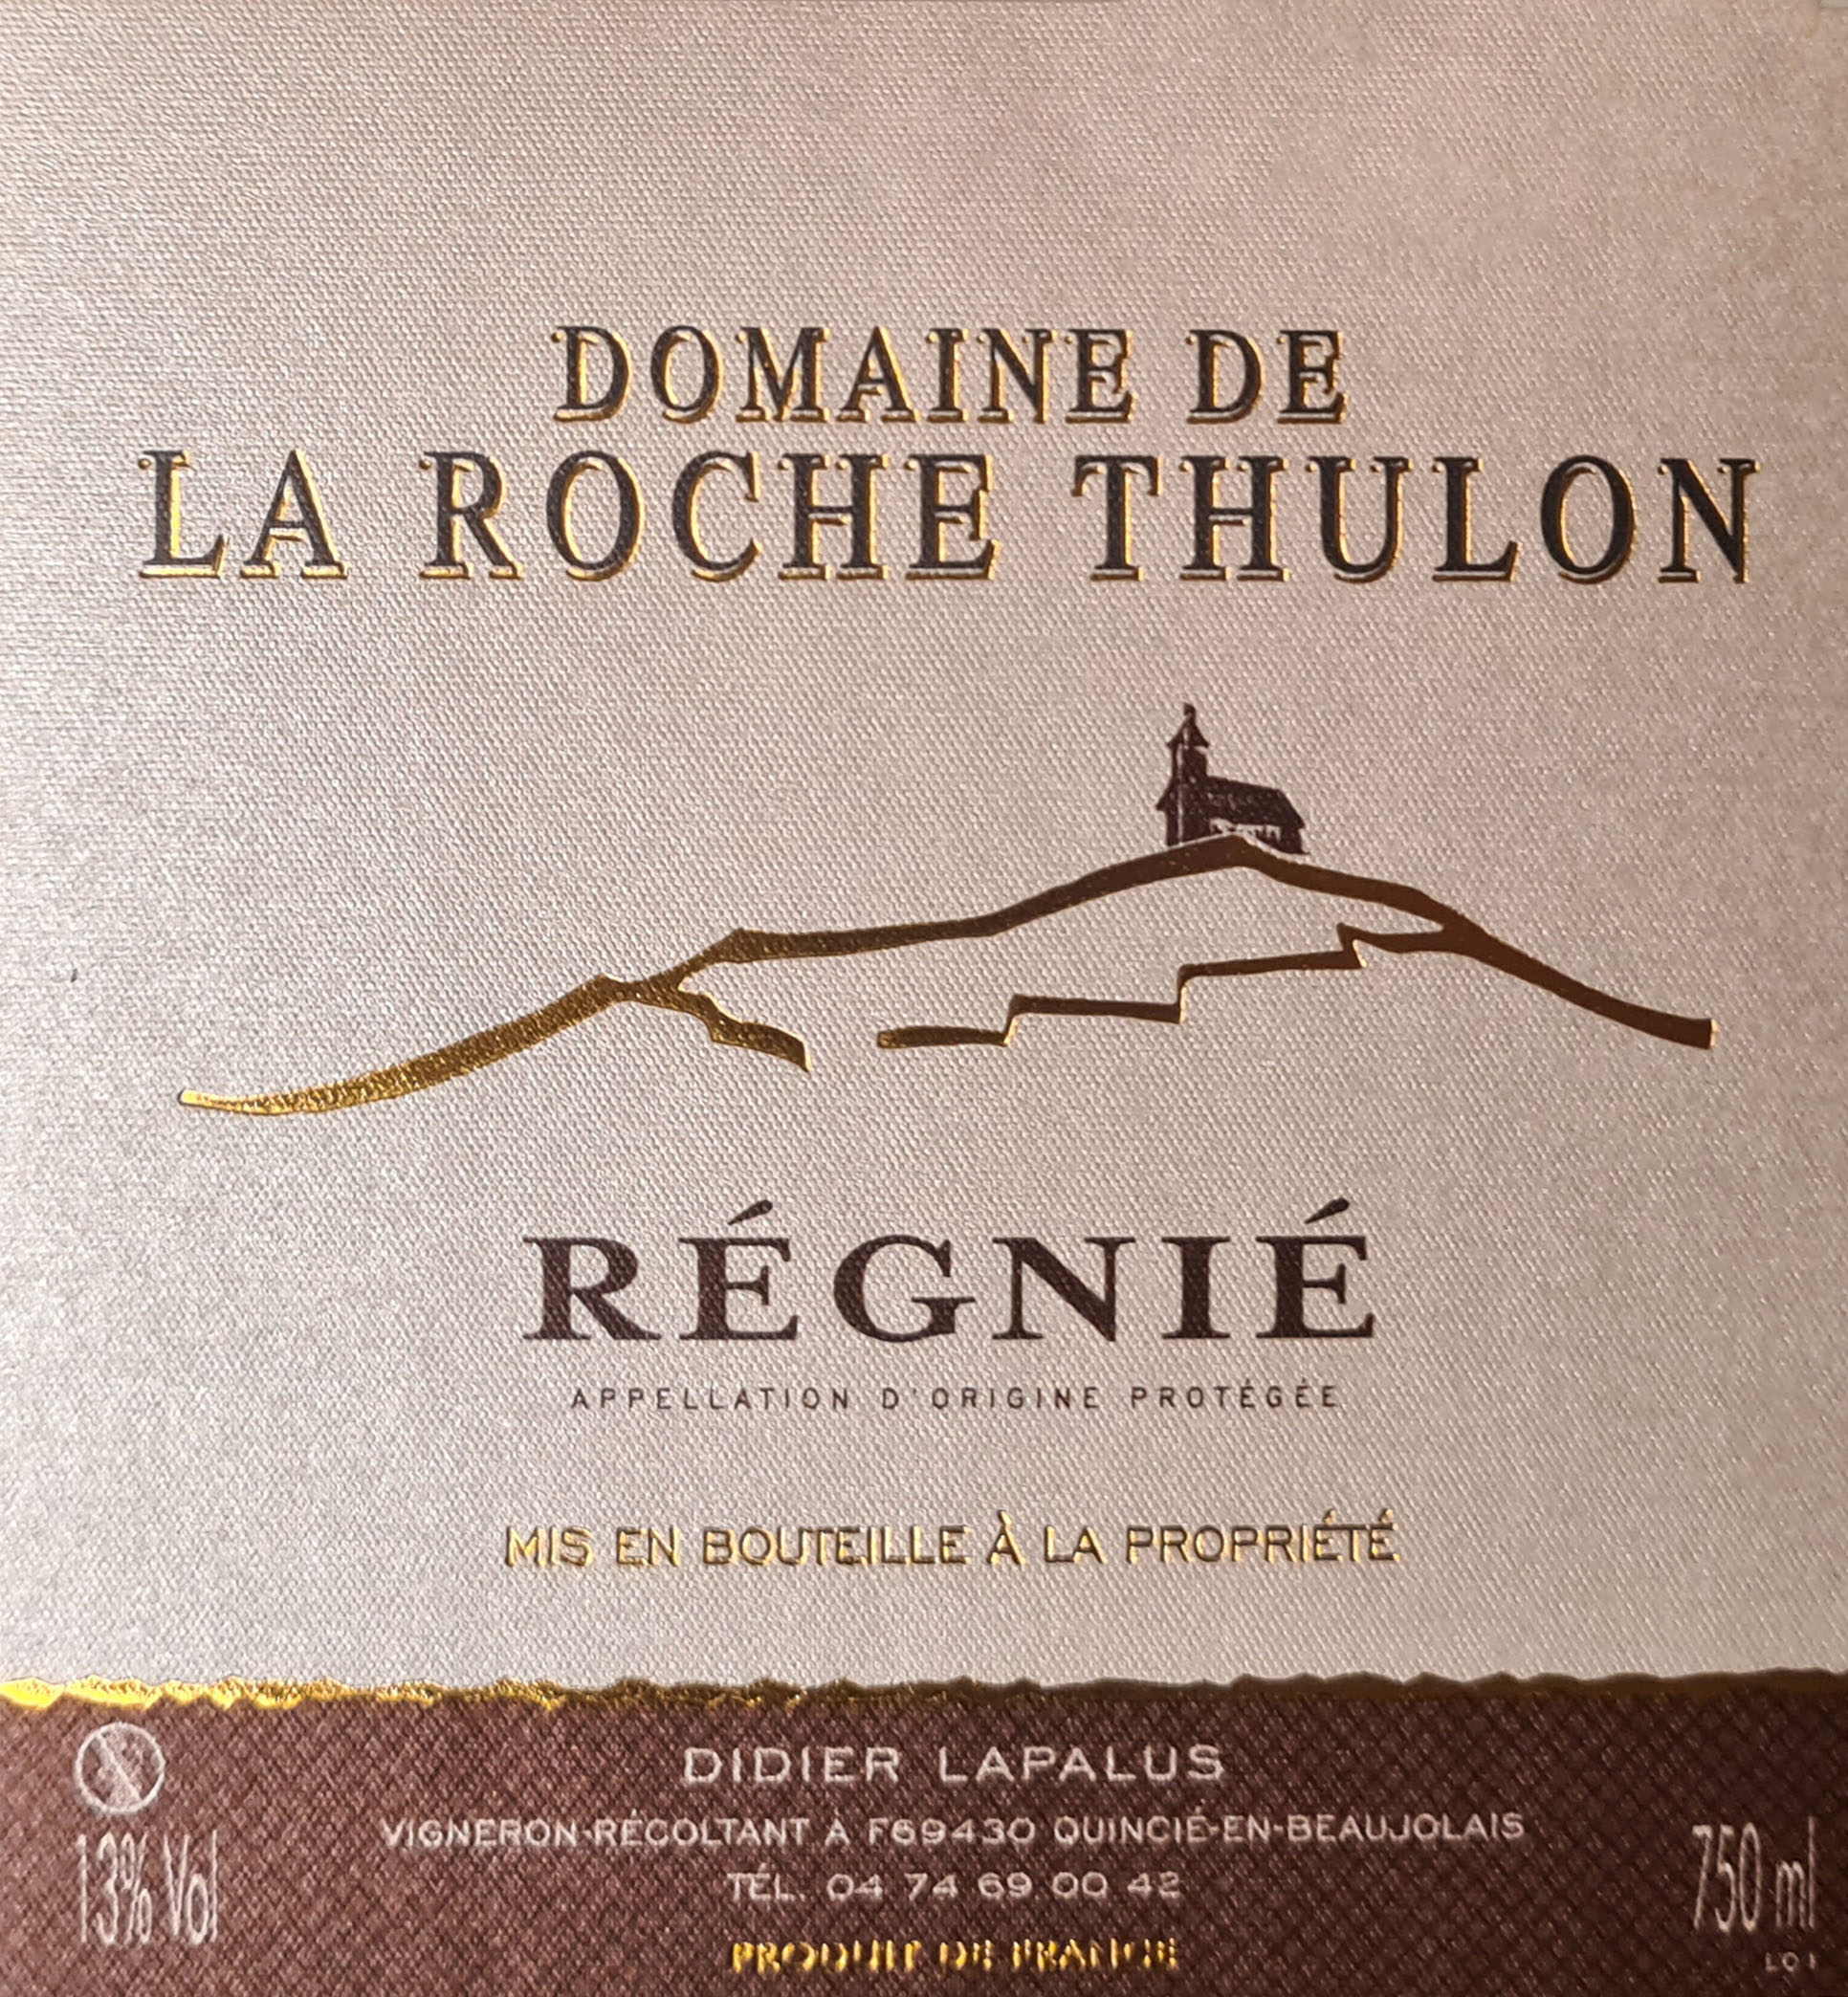 DOMAINE DE
LA ROCHE THULON
RÉGNIÉ
APPELLATION D'ORIGINE PROTÉGÉE
MIS EN BOUTEILLE À LA PROPRIÉTÉ
DIDIER LAPALUS
VIGNERON-RÉCOLTANT À F69430 QUINCIÉ-EN-BEAUJOLAIS
TÉL. 04 74 69 00 42
13% Vol
750 ml
PRODUIT DE FRANCE